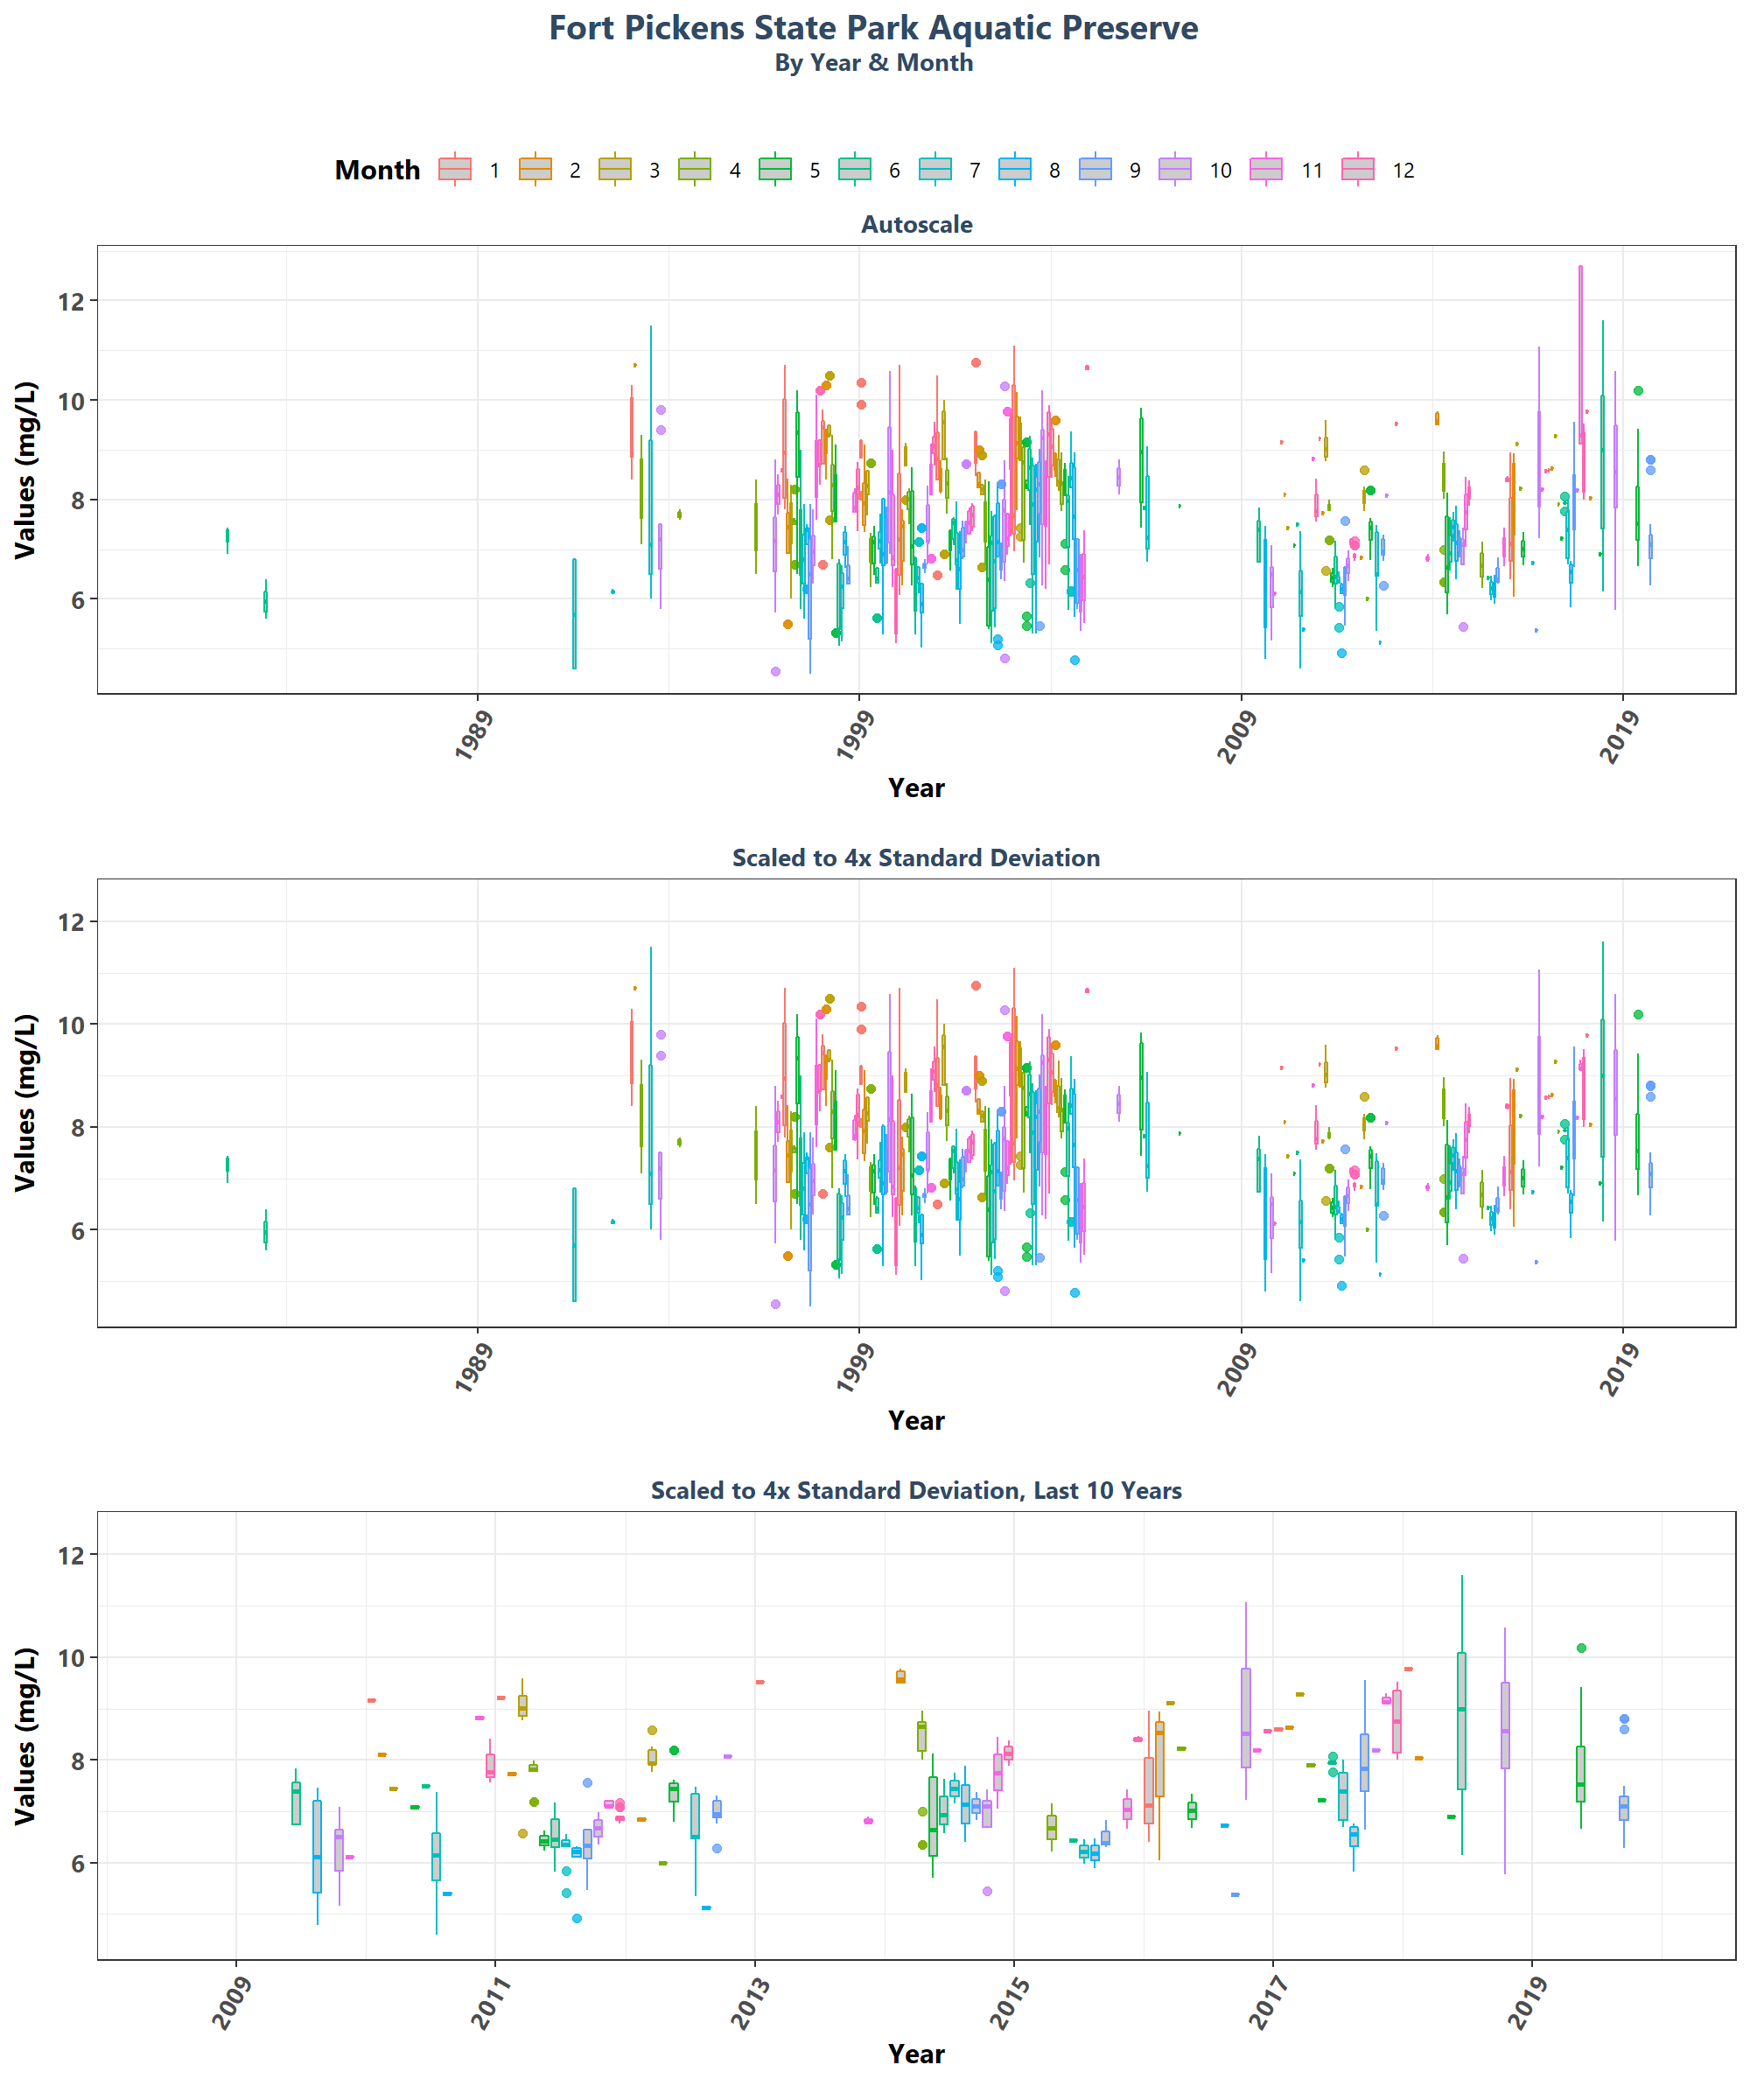 Fort Pickens State Park Aquatic Preserve
By Year & Month
Month 1 2 3 4 5 6 7 8 9 10 11 12
Autoscale
Values (mg/L)
12
10
8
6
1989 1999 2009 2019
Year
Scaled to 4x Standard Deviation
Values (mg/L)
12
10
8
6
1989 1999 2009 2019
Year
Scaled to 4x Standard Deviation, Last 10 Years
Values (mg/L)
12
10
8
6
2009 2011 2013 2015 2017 2019
Year